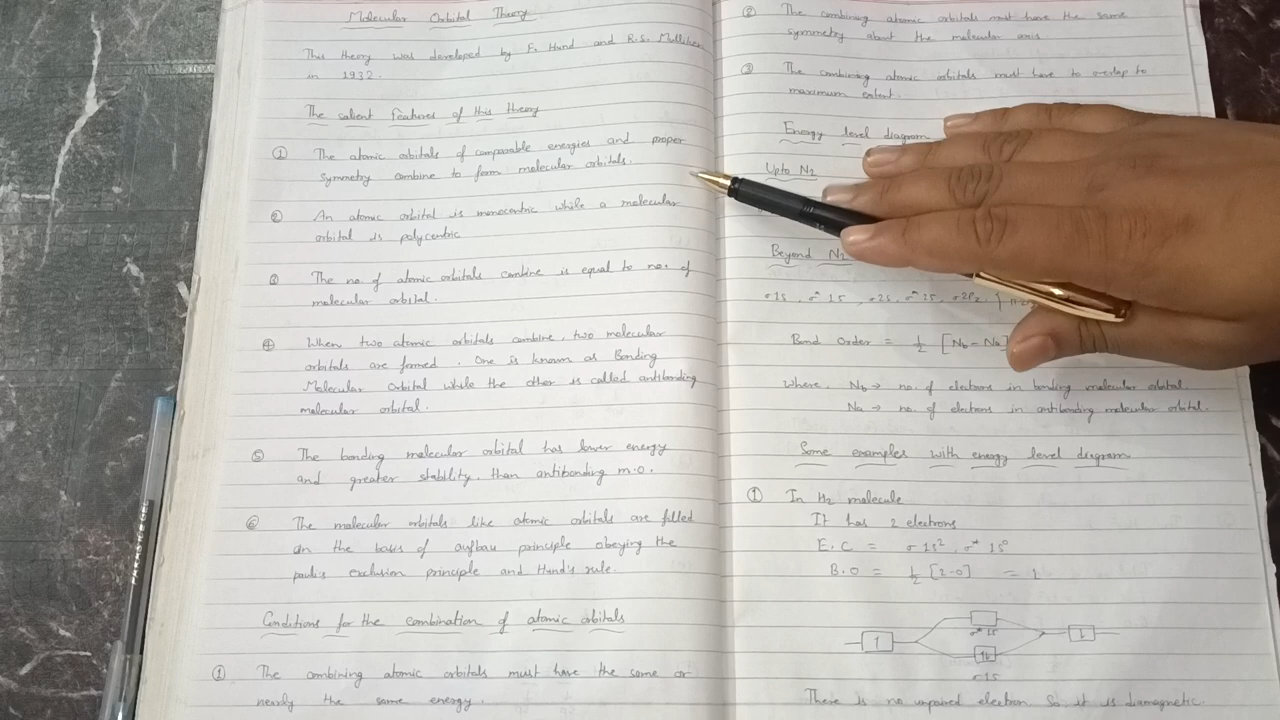 Molecular Orbital Theory
This theory was developed by F. Hund and R.S. Mulliken
in 1932.
The salient Features of this theory
① The atomic orbitals of comparable energies and proper
symmetry combine to form molecular orbitals.
② An atomic orbital is monocentric while a molecular
orbital is polycentric
③ The no. of atomic orbitals combine is equal to no. of
molecular orbital.
④ When two atomic orbitals combine, two molecular
orbitals are formed. One is known as Bonding
Molecular Orbital while the other is called antibonding
molecular orbital.
⑤ The bonding molecular orbital has lower energy
and greater stability. than antibonding m.o.
⑥ The molecular orbitals like atomic orbitals are filled
on the basis of aufbau principle obeying the
pauli's exclusion principle and Hund's rule.
Conditions for the combination of atomic orbitals
① The combining atomic orbitals must have the same or
nearly the same energy.
② The combining atomic orbitals must have the same
symmetry about the molecular axis
③ The combining atomic orbitals must have to overlap to
maximum extent.
Energy level diagram
Upto N2
Beyond N2
σ1s, σ* 1s, σ2s, σ* 2s, σ2Pz,
Bond Order = 1/2 [Nb - Na]
Where, Nb → no. of electrons in bonding molecular orbital
Na → no. of electrons in antibonding molecular orbital.
Some examples with energy level diagram
① In H2 molecule
It has 2 electrons
E.C = σ 1s², σ* 1s⁰
B.O = 1/2 [2-0] = 1
↿ σ* 1s ⇂
↿⇂
σ1s
There is no unpaired electron So, it is diamagnetic.
PARAS CE GEL